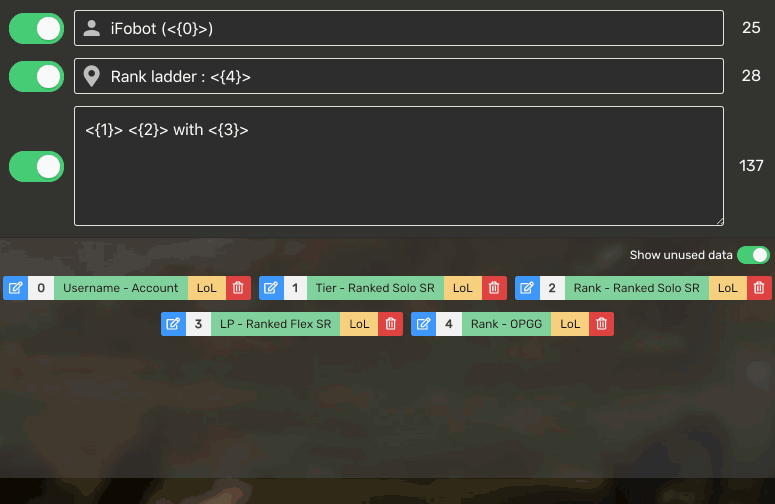 iFobot (<{0}>) 25
Rank ladder : <{4}> 28
<{1}> <{2}> with <{3}> 137
Show unused data
0 Username - Account LoL 1 Tier - Ranked Solo SR LoL 2 Rank - Ranked Solo SR LoL
3 LP - Ranked Flex SR LoL 4 Rank - OPGG LoL